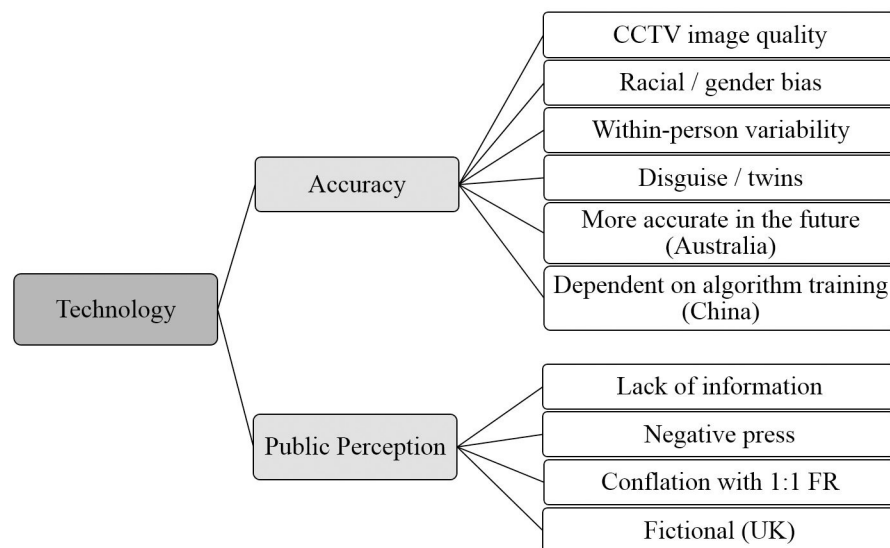 CCTV image quality
Racial / gender bias
Within-person variability
Disguise / twins
More accurate in the future
(Australia)
Dependent on algorithm training
(China)
Accuracy
Technology
Public Perception
Lack of information
Negative press
Conflation with 1:1 FR
Fictional (UK)